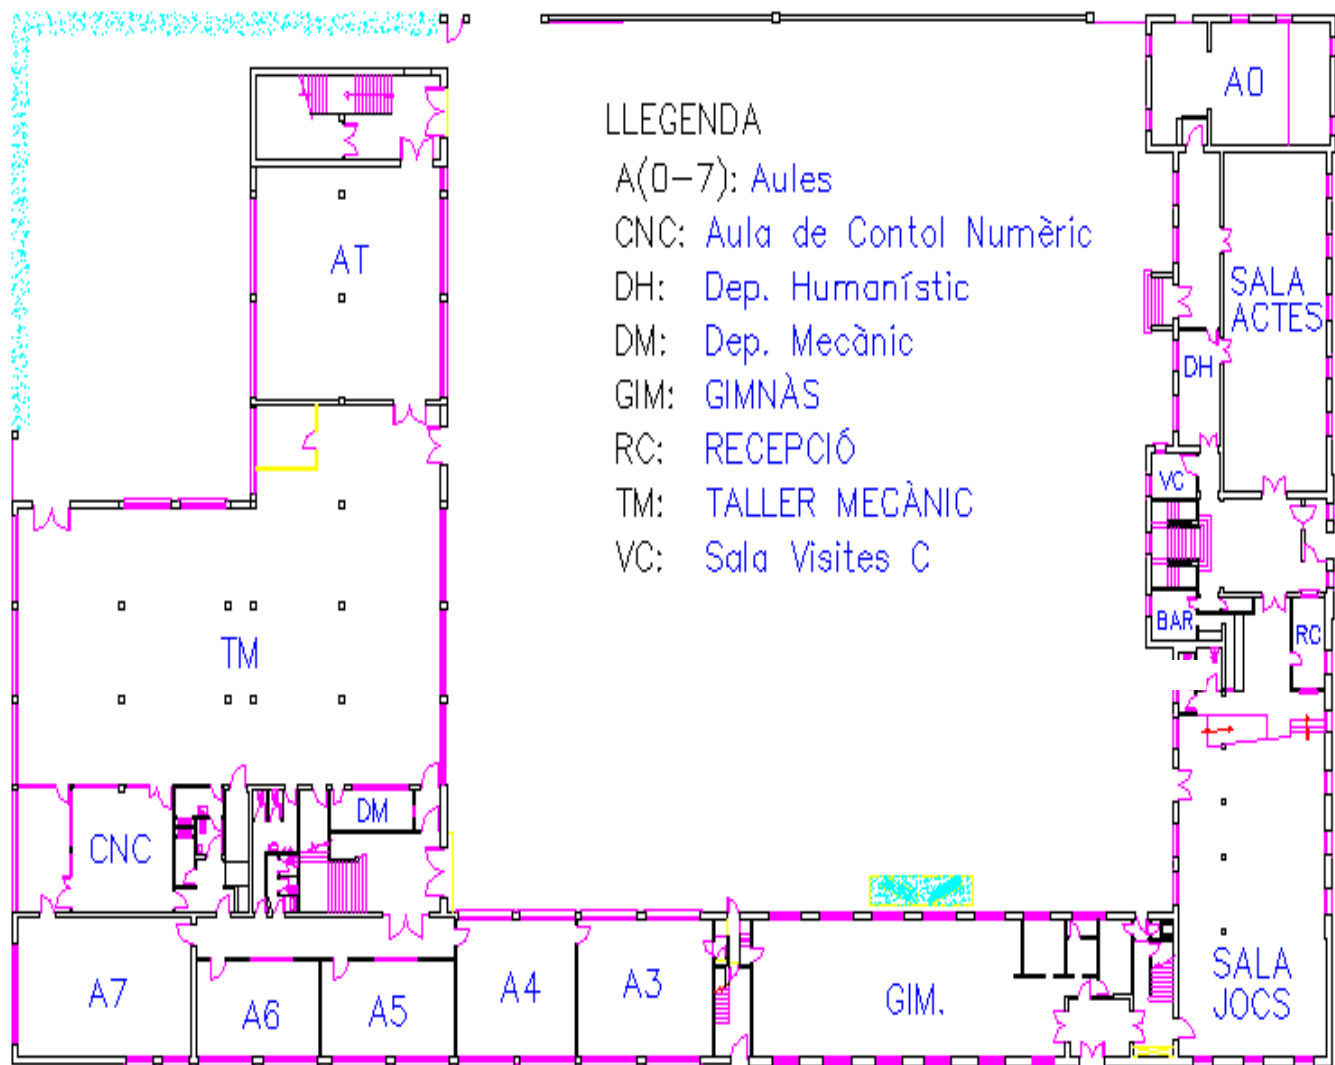 A0
LLEGENDA
A(0-7): Aules
CNC: Aula de Contol Numèric
DH: Dep. Humanístic
DM: Dep. Mecànic
GIM: GIMNÀS
RC: RECEPCIÓ
TM: TALLER MECÀNIC
VC: Sala Visites C
AT
SALA
ACTES
DH
VC
BAR
RC
TM
DM
CNC
A7
A6
A5
A4
A3
GIM.
SALA
JOCS